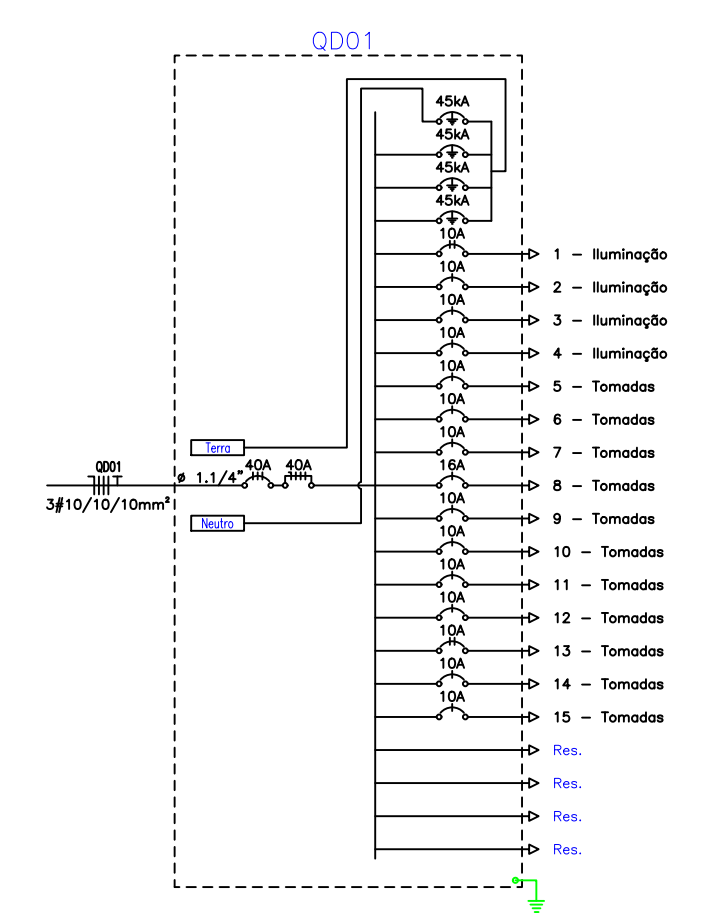 QD01
45kA
45kA
45kA
45kA
10A
1 - Iluminação
10A
2 - Iluminação
10A
3 - Iluminação
10A
4 - Iluminação
10A
5 - Tomadas
10A
6 - Tomadas
10A
7 - Tomadas
16A
8 - Tomadas
10A
9 - Tomadas
10A
10 - Tomadas
10A
11 - Tomadas
10A
12 - Tomadas
10A
13 - Tomadas
10A
14 - Tomadas
10A
15 - Tomadas
Res.
Res.
Res.
Res.
Terra
QD01
ø 1.1/4"
40A
40A
3#10/10/10mm²
Neutro